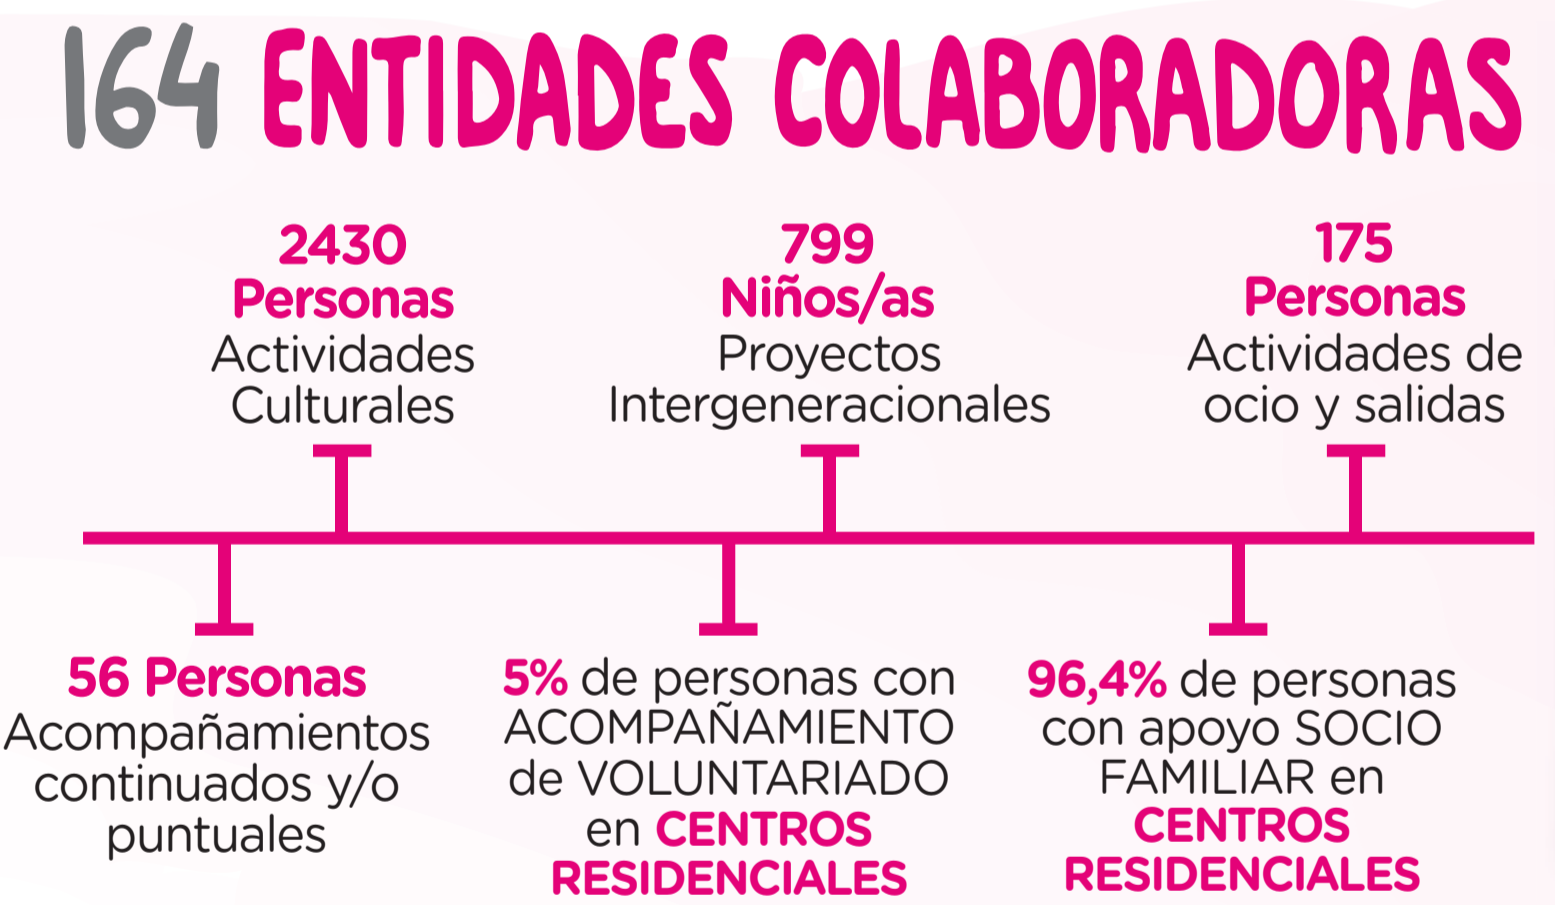 164 ENTIDADES COLABORADORAS
2430
Personas
Actividades
Culturales
799
Niños/as
Proyectos
Intergeneracionales
175
Personas
Actividades de
ocio y salidas
56 Personas
Acompañamientos
continuados y/o
puntuales
5% de personas con
ACOMPAÑAMIENTO
de VOLUNTARIADO
en CENTROS
RESIDENCIALES
96,4% de personas
con apoyo SOCIO
FAMILIAR en
CENTROS
RESIDENCIALES